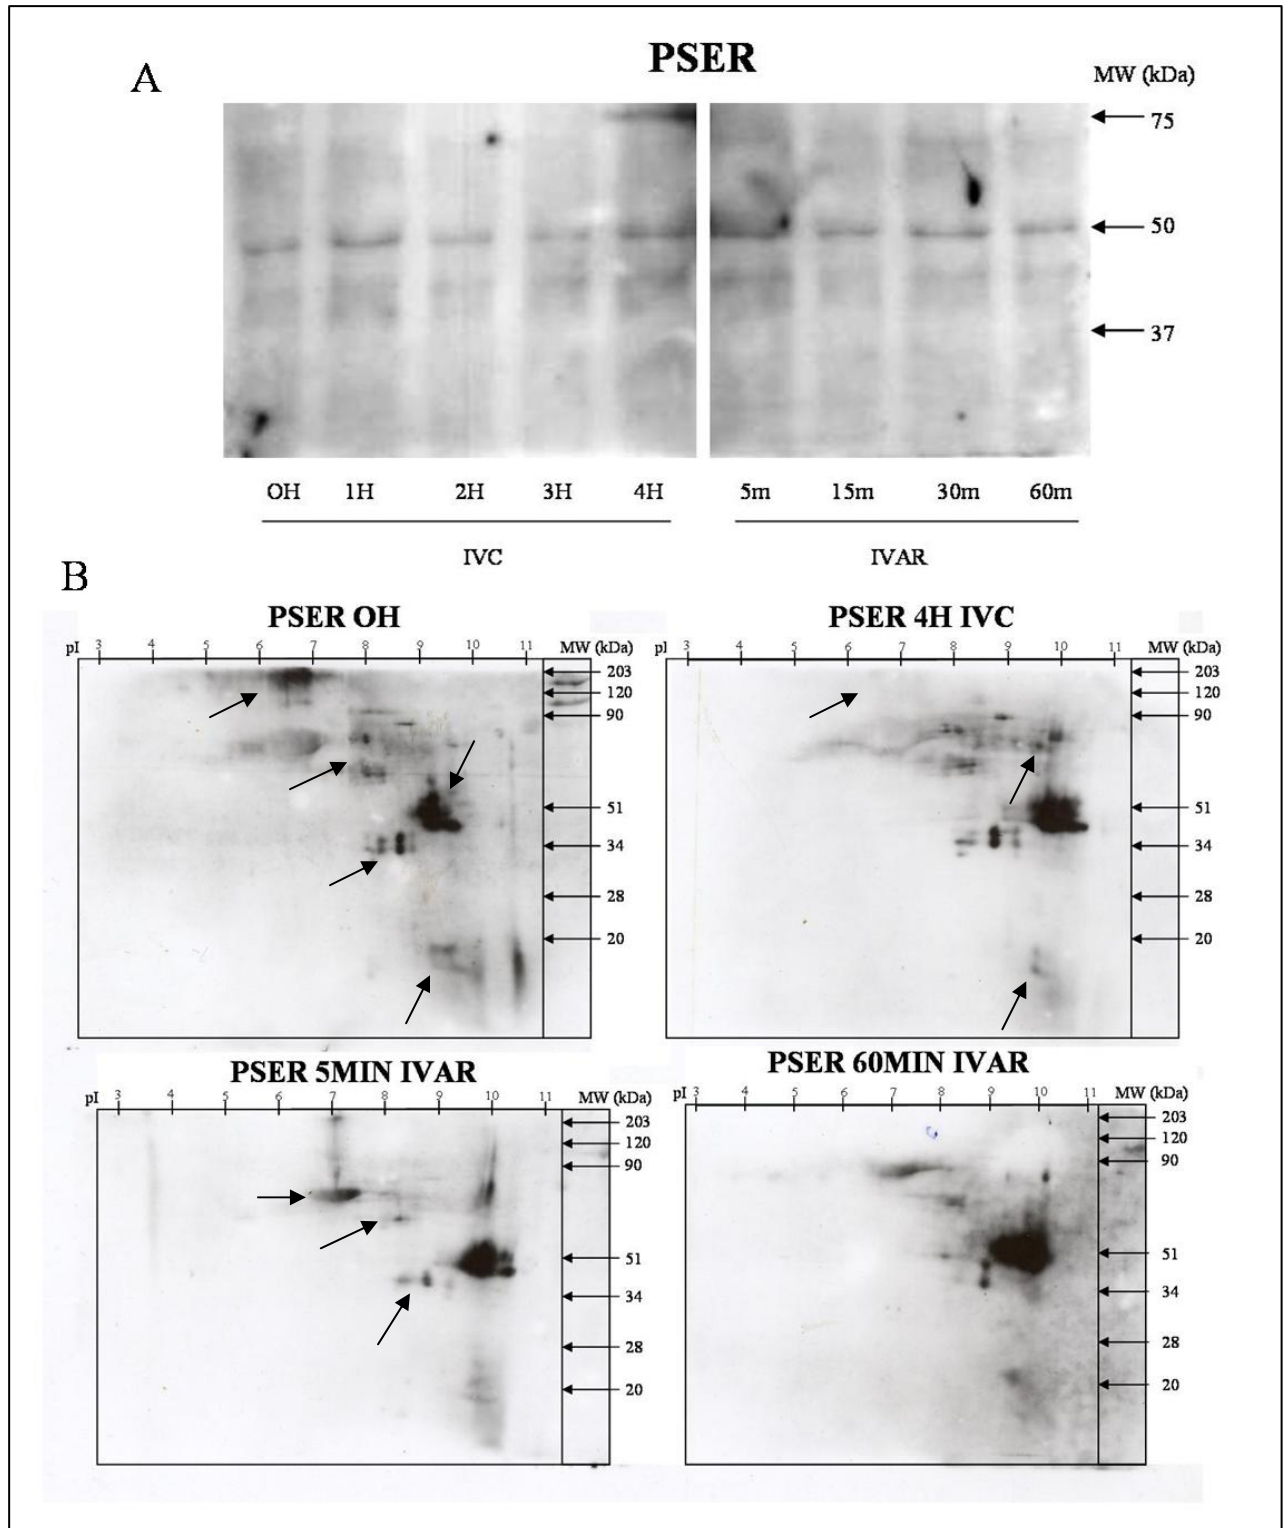 PSER
A
MW (kDa)
75
50
37
OH 1H 2H 3H 4H 5m 15m 30m 60m
IVC IVAR
B
PSER OH
pI 3 4 5 6 7 8 9 10 11 MW (kDa)
203
120
90
51
34
28
20
PSER 4H IVC
pI 3 4 5 6 7 8 9 10 11 MW (kDa)
203
120
90
51
34
28
20
PSER 5MIN IVAR
pI 3 4 5 6 7 8 9 10 11 MW (kDa)
203
120
90
51
34
28
20
PSER 60MIN IVAR
pI 3 4 5 6 7 8 9 10 11 MW (kDa)
203
120
90
51
34
28
20